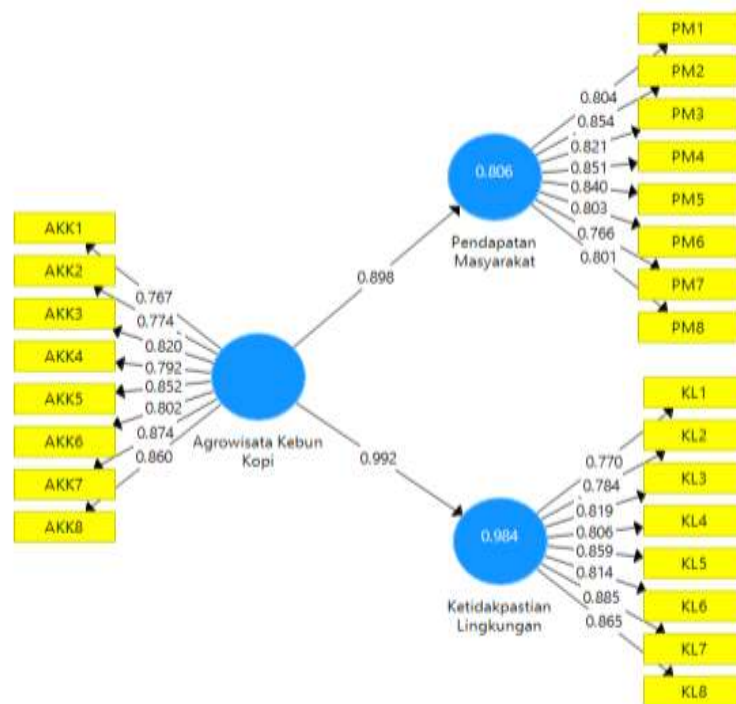 PM1
PM2
PM3
PM4
PM5
PM6
PM7
PM8
0.804
0.854
0.821
0.851
0.840
0.803
0.766
0.801
0.806
Pendapatan
Masyarakat
0.898
AKK1
AKK2
AKK3
AKK4
AKK5
AKK6
AKK7
AKK8
0.767
0.774
0.820
0.792
0.852
0.802
0.874
0.860
Agrowisata Kebun
Kopi
0.992
KL1
KL2
KL3
KL4
KL5
KL6
KL7
KL8
0.770
0.784
0.819
0.806
0.859
0.814
0.885
0.865
0.984
Ketidakpastian
Lingkungan